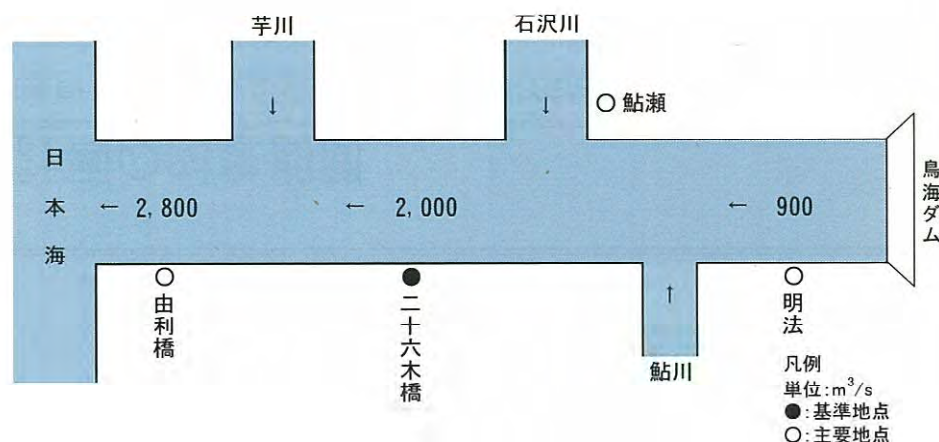 芋川
石沢川
↓
↓
○ 鮎瀬
日本海
← 2,800
← 2,000
← 900
鳥海ダム
○ 由利橋
● 二十六木橋
↑
○ 明法
鮎川
凡例
単位:m³/s
●:基準地点
○:主要地点